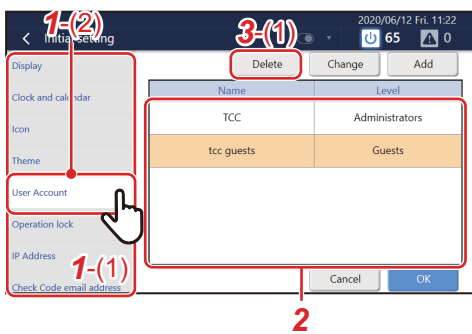 2020/06/12 Fri. 11:22
1-(2)
3-(1)
Initial setting
65
0
Display
Delete
Change
Add
Clock and calendar
Name
Level
TCC
Administrators
Icon
tcc guests
Guests
Theme
User Account
Operation lock
IP Address
1-(1)
Check Code email address
Cancel
OK
2